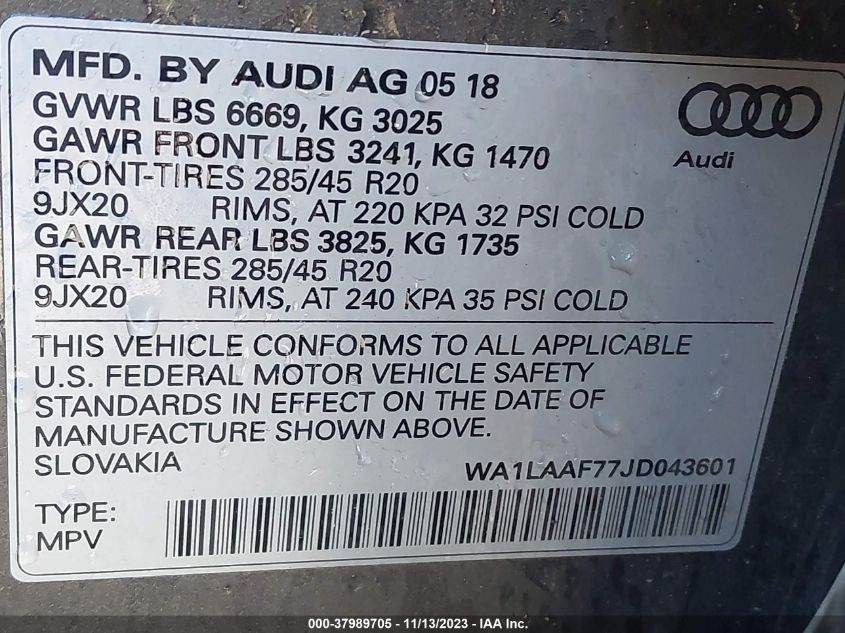 MFD. BY AUDI AG 05 18
GVWR LBS 6669, KG 3025
GAWR FRONT LBS 3241, KG 1470
FRONT-TIRES 285/45 R20
9JX20 RIMS, AT 220 KPA 32 PSI COLD
GAWR REAR LBS 3825, KG 1735
REAR-TIRES 285/45 R20
9JX20 RIMS, AT 240 KPA 35 PSI COLD
Audi
THIS VEHICLE CONFORMS TO ALL APPLICABLE
U.S. FEDERAL MOTOR VEHICLE SAFETY
STANDARDS IN EFFECT ON THE DATE OF
MANUFACTURE SHOWN ABOVE.
SLOVAKIA WA1LAAF77JD043601
TYPE:
MPV
000-37989705 - 11/13/2023 - IAA Inc.